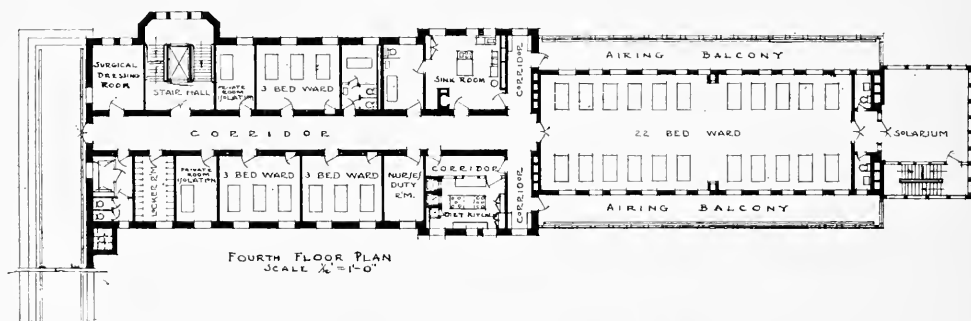 AIRING BALCONY
SURGICAL
DRESSING
ROOM
STAIR HALL
PRIVATE
ROOM
ISOLATION
3 BED WARD
SINK ROOM
CORRIDOR
CORRIDOR
22 BED WARD
SOLARIUM
LOCKER RM.
PRIVATE
ROOM
ISOLATION
3 BED WARD
3 BED WARD
NURSES
DUTY
RM.
CORRIDOR
DIET KITCHEN
CORRIDOR
AIRING BALCONY
FOURTH FLOOR PLAN
SCALE = 1'-0"